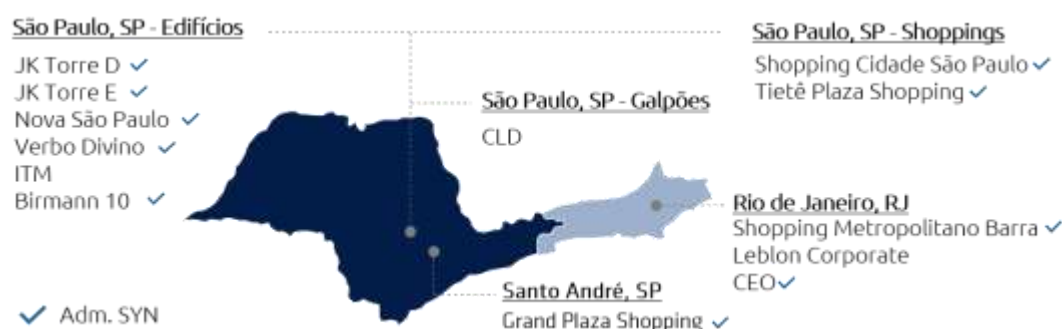 São Paulo, SP - Edifícios
JK Torre D
JK Torre E
Nova São Paulo
Verbo Divino
ITM
Birmann 10
São Paulo, SP - Galpões
CLD
São Paulo, SP - Shoppings
Shopping Cidade São Paulo
Tietê Plaza Shopping
Rio de Janeiro, RJ
Shopping Metropolitano Barra
Leblon Corporate
CEO
Santo André, SP
Grand Plaza Shopping
Adm. SYN